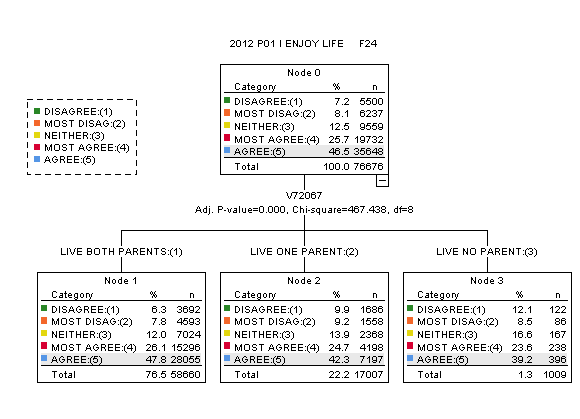 2012 P01 I ENJOY LIFE F24
Node 0
Category % n
DISAGREE:(1) 7.2 5500
MOST DISAG:(2) 8.1 6237
NEITHER:(3) 12.5 9559
MOST AGREE:(4) 25.7 19732
AGREE:(5) 46.5 35648
Total 100.0 76676
DISAGREE:(1)
MOST DISAG:(2)
NEITHER:(3)
MOST AGREE:(4)
AGREE:(5)
V72067
Adj. P-value=0.000, Chi-square=467.438, df=8
LIVE BOTH PARENTS:(1)
Node 1
Category % n
DISAGREE:(1) 6.3 3692
MOST DISAG:(2) 7.8 4593
NEITHER:(3) 12.0 7024
MOST AGREE:(4) 26.1 15296
AGREE:(5) 47.8 28055
Total 76.5 58660
LIVE ONE PARENT:(2)
Node 2
Category % n
DISAGREE:(1) 9.9 1686
MOST DISAG:(2) 9.2 1558
NEITHER:(3) 13.9 2368
MOST AGREE:(4) 24.7 4198
AGREE:(5) 42.3 7197
Total 22.2 17007
LIVE NO PARENT:(3)
Node 3
Category % n
DISAGREE:(1) 12.1 122
MOST DISAG:(2) 8.5 86
NEITHER:(3) 16.6 167
MOST AGREE:(4) 23.6 238
AGREE:(5) 39.2 396
Total 1.3 1009